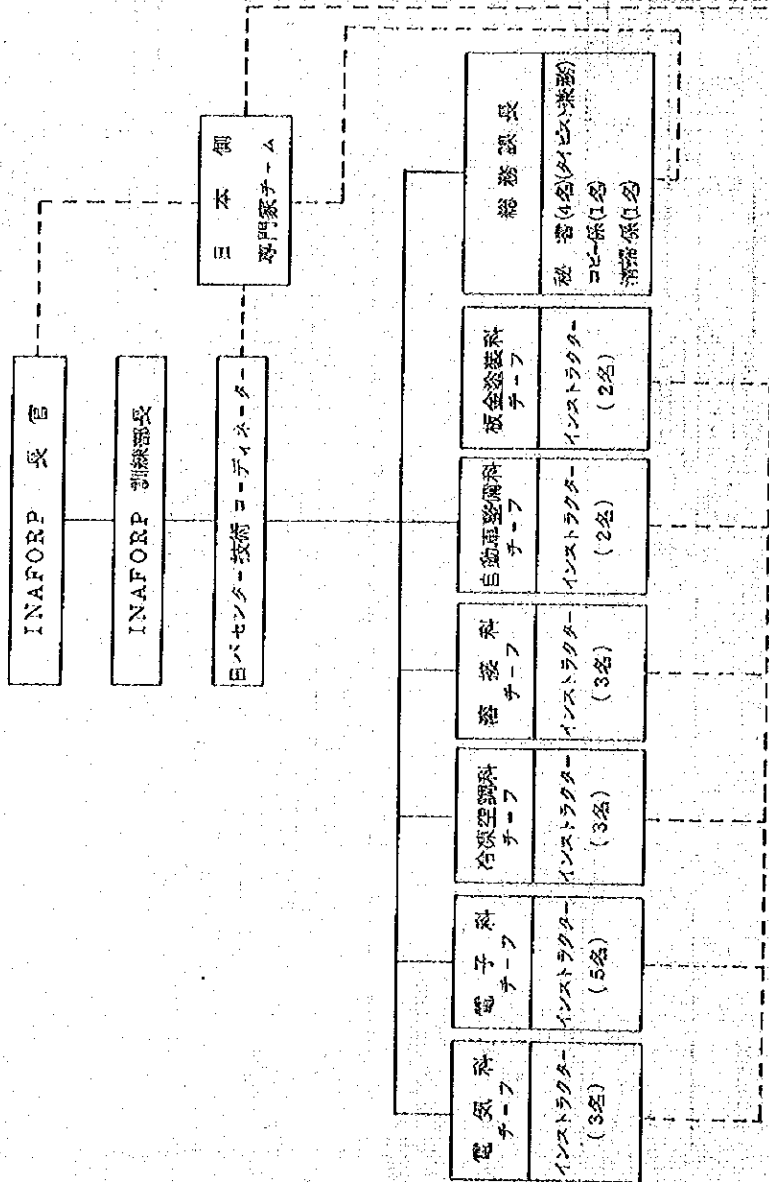 INAFORP 長官
INAFORP 訓練部長
日パセンター技術コーディネーター
日本側
専門家チーム
電気科
チーフ
インストラクター
(3名)
電子科
チーフ
インストラクター
(5名)
冷凍空調科
チーフ
インストラクター
(3名)
溶接科
チーフ
インストラクター
(3名)
自動車整備科
チーフ
インストラクター
(2名)
板金塗装科
チーフ
インストラクター
(2名)
総務課長
秘書(4名)(タイピスト兼務)
コピー係(1名)
清掃係(1名)